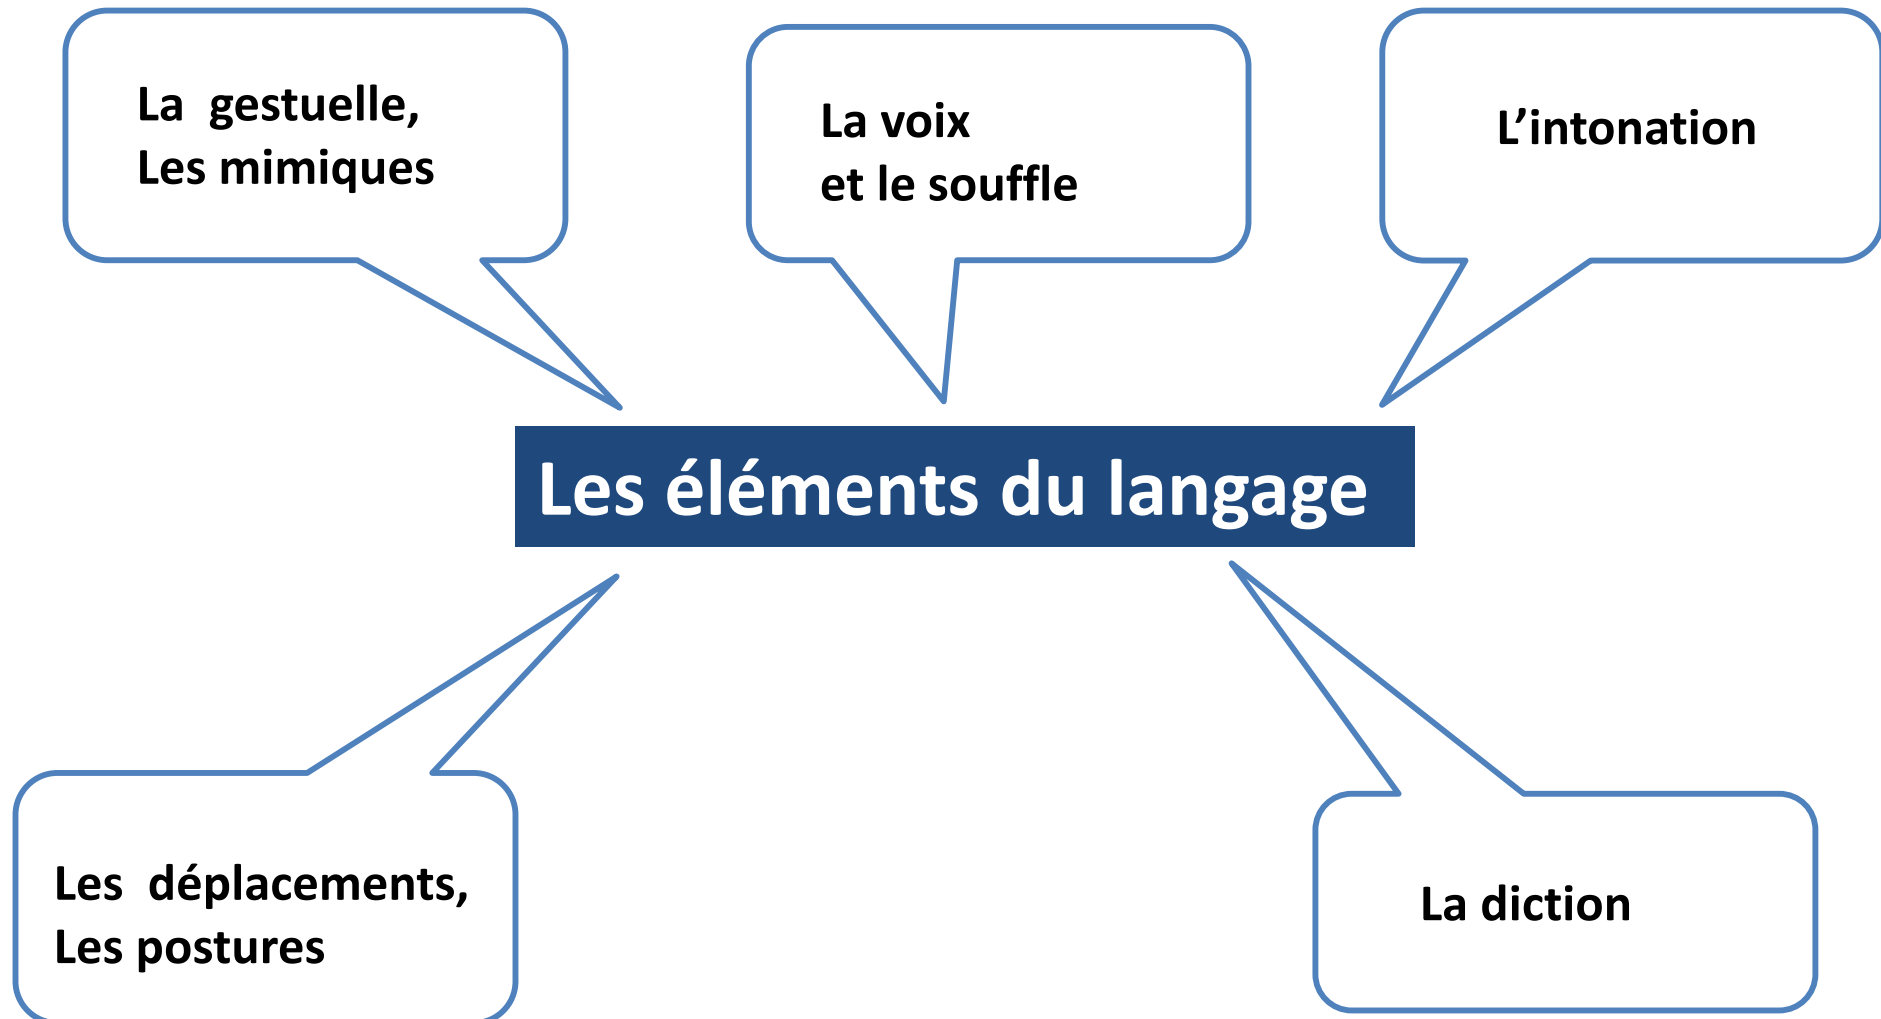 La gestuelle,
Les mimiques
La voix
et le souffle
L’intonation
Les éléments du langage
Les déplacements,
Les postures
La diction